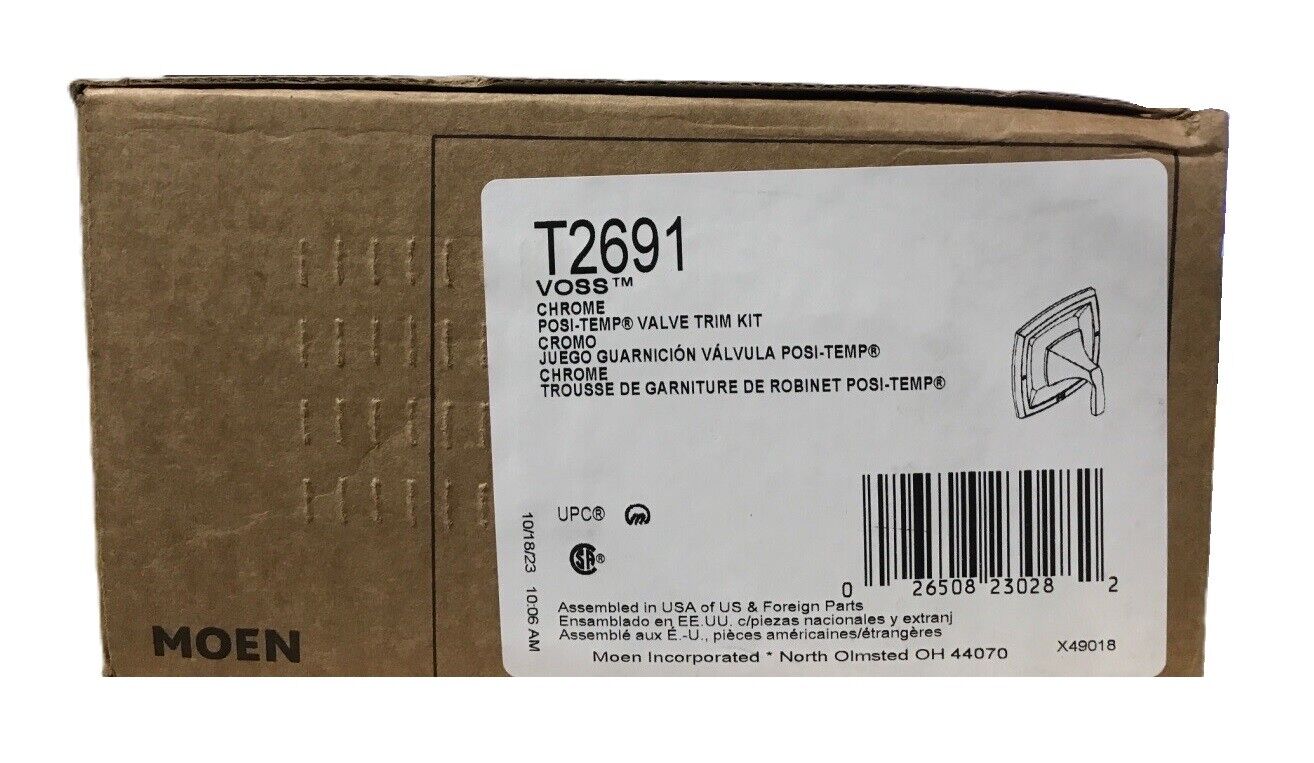 T2691
VOSS™
CHROME
POSI-TEMP® VALVE TRIM KIT
CROMO
JUEGO GUARNICIÓN VÁLVULA POSI-TEMP®
CHROME
TROUSSE DE GARNITURE DE ROBINET POSI-TEMP®
UPC®
CSA®
10/18/23 10:06 AM
0 26508 23028 2
Assembled in USA of US & Foreign Parts
Ensamblado en EE.UU. c/piezas nacionales y extranj
Assemblé aux É.-U., pièces américaines/étrangères
Moen Incorporated * North Olmsted OH 44070
X49018
MOEN